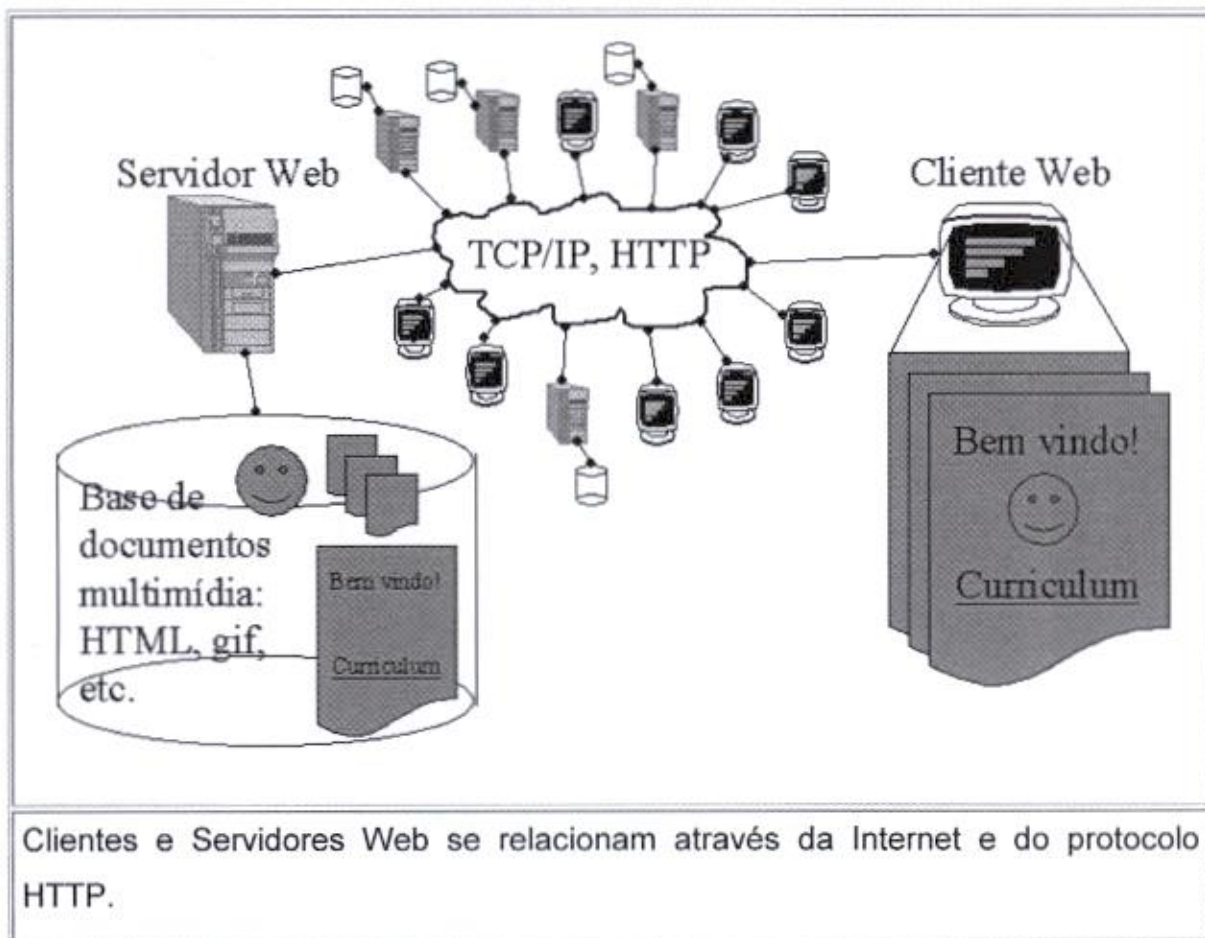 Servidor Web
Cliente Web
TCP/IP, HTTP
Base de
documentos
multimídia:
HTML, gif,
etc.
Bem vindo!
Curriculum
Bem vindo!
Curriculum
Clientes e Servidores Web se relacionam através da Internet e do protocolo
HTTP.